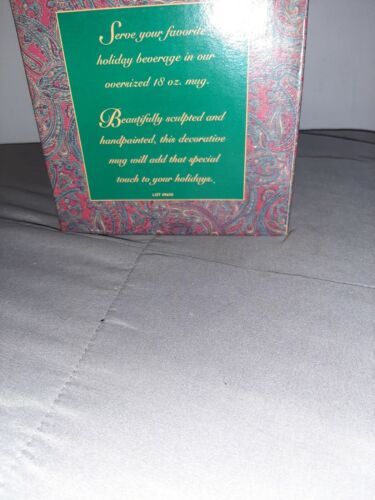 Serve your favorite
holiday beverage in our
oversized 18 oz. mug.
Beautifully sculpted and
handpainted, this decorative
mug will add that special
touch to your holidays.
LOT